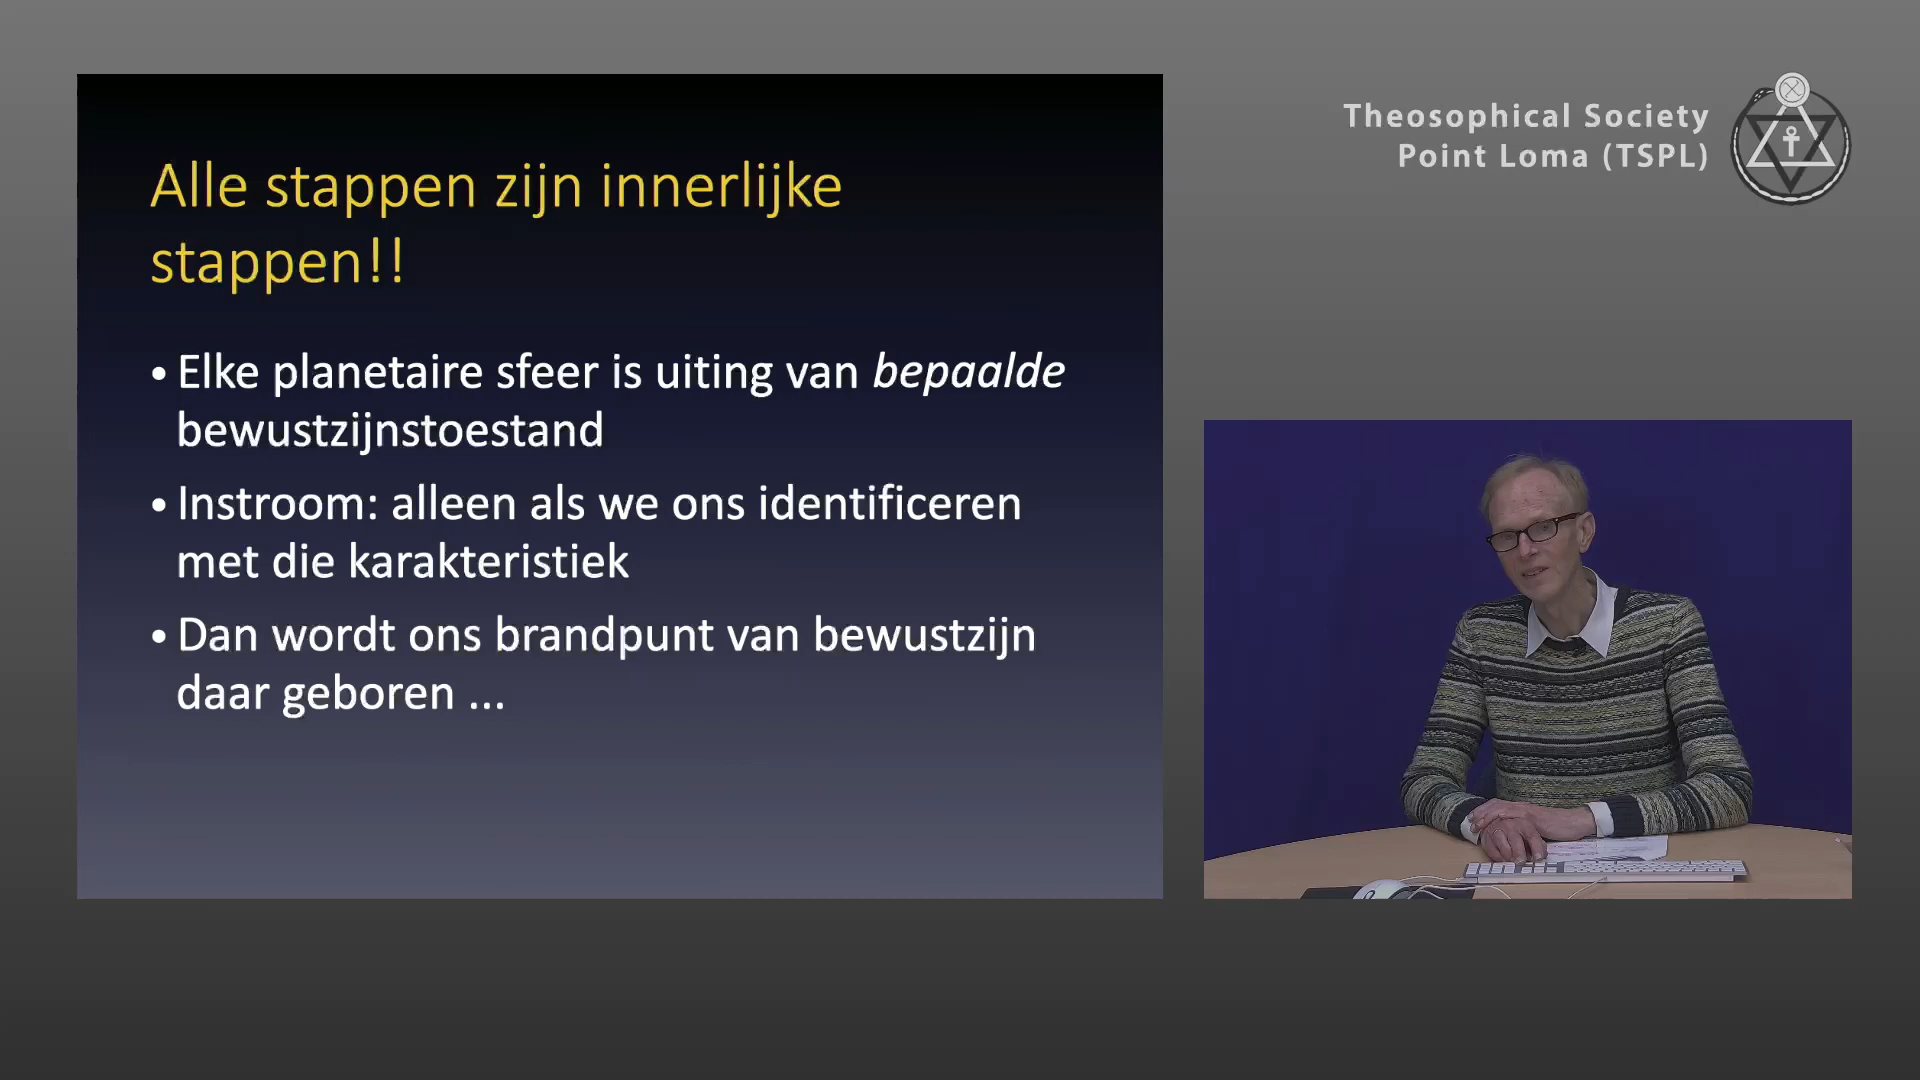 Theosophical Society
Point Loma (TSPL)
Alle stappen zijn innerlijke
stappen!!
• Elke planetaire sfeer is uiting van bepaalde
bewustzijnstoestand
• Instroom: alleen als we ons identificeren
met die karakteristiek
• Dan wordt ons brandpunt van bewustzijn
daar geboren ...